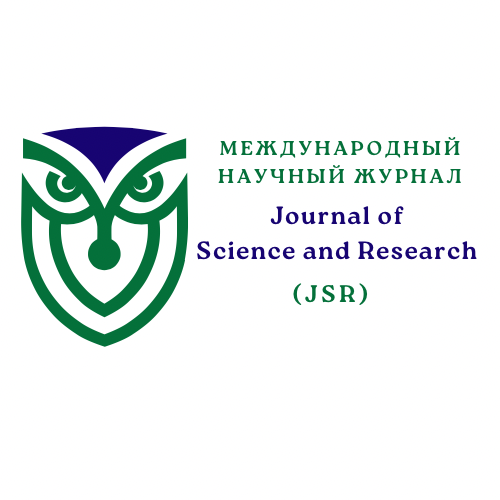 МЕЖДУНАРОДНЫЙ
НАУЧНЫЙ ЖУРНАЛ
Journal of
Science and Research
(JSR)